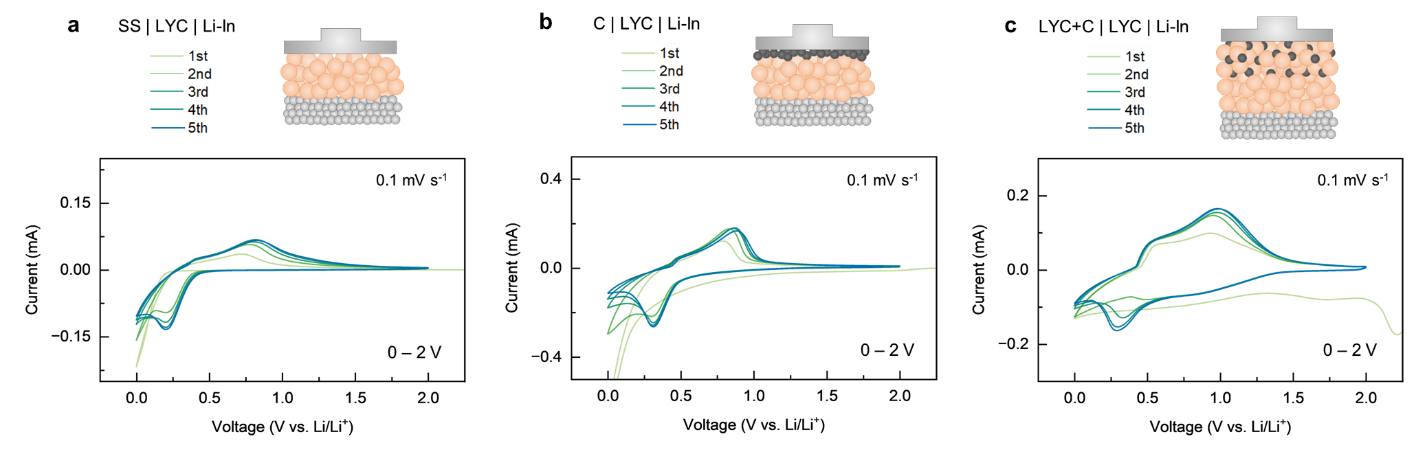 a
SS | LYC | Li-In
1st
2nd
3rd
4th
5th
0.1 mV s⁻¹
0.15
0.00
−0.15
Current (mA)
0 – 2 V
0.0 0.5 1.0 1.5 2.0
Voltage (V vs. Li/Li⁺)
b
C | LYC | Li-In
1st
2nd
3rd
4th
5th
0.1 mV s⁻¹
0.4
0.0
−0.4
Current (mA)
0 – 2 V
0.0 0.5 1.0 1.5 2.0
Voltage (V vs. Li/Li⁺)
c
LYC+C | LYC | Li-In
1st
2nd
3rd
4th
5th
0.1 mV s⁻¹
0.2
0.0
−0.2
Current (mA)
0 – 2 V
0.0 0.5 1.0 1.5 2.0
Voltage (V vs. Li/Li⁺)